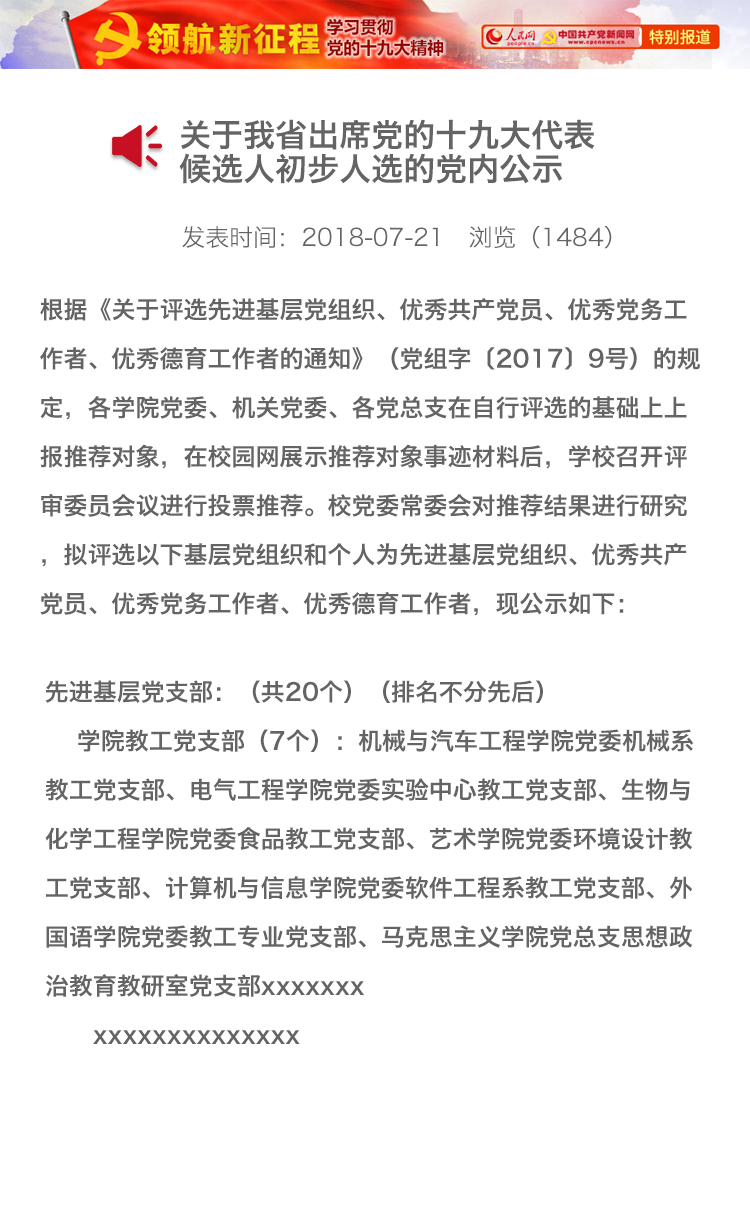 领航新征程
学习贯彻
党的十九大精神
人民网
people.cn
中国共产党新闻网
www.cpcnews.cn
特别报道
关于我省出席党的十九大代表
候选人初步人选的党内公示
发表时间：2018-07-21 浏览（1484）
根据《关于评选先进基层党组织、优秀共产党员、优秀党务工
作者、优秀德育工作者的通知》（党组字〔2017〕9号）的规
定，各学院党委、机关党委、各党总支在自行评选的基础上上
报推荐对象，在校园网展示推荐对象事迹材料后，学校召开评
审委员会议进行投票推荐。校党委常委会对推荐结果进行研究
，拟评选以下基层党组织和个人为先进基层党组织、优秀共产
党员、优秀党务工作者、优秀德育工作者，现公示如下：
先进基层党支部：（共20个）（排名不分先后）
学院教工党支部（7个）：机械与汽车工程学院党委机械系
教工党支部、电气工程学院党委实验中心教工党支部、生物与
化学工程学院党委食品教工党支部、艺术学院党委环境设计教
工党支部、计算机与信息学院党委软件工程系教工党支部、外
国语学院党委教工专业党支部、马克思主义学院党总支思想政
治教育教研室党支部xxxxxxx
xxxxxxxxxxxxxx